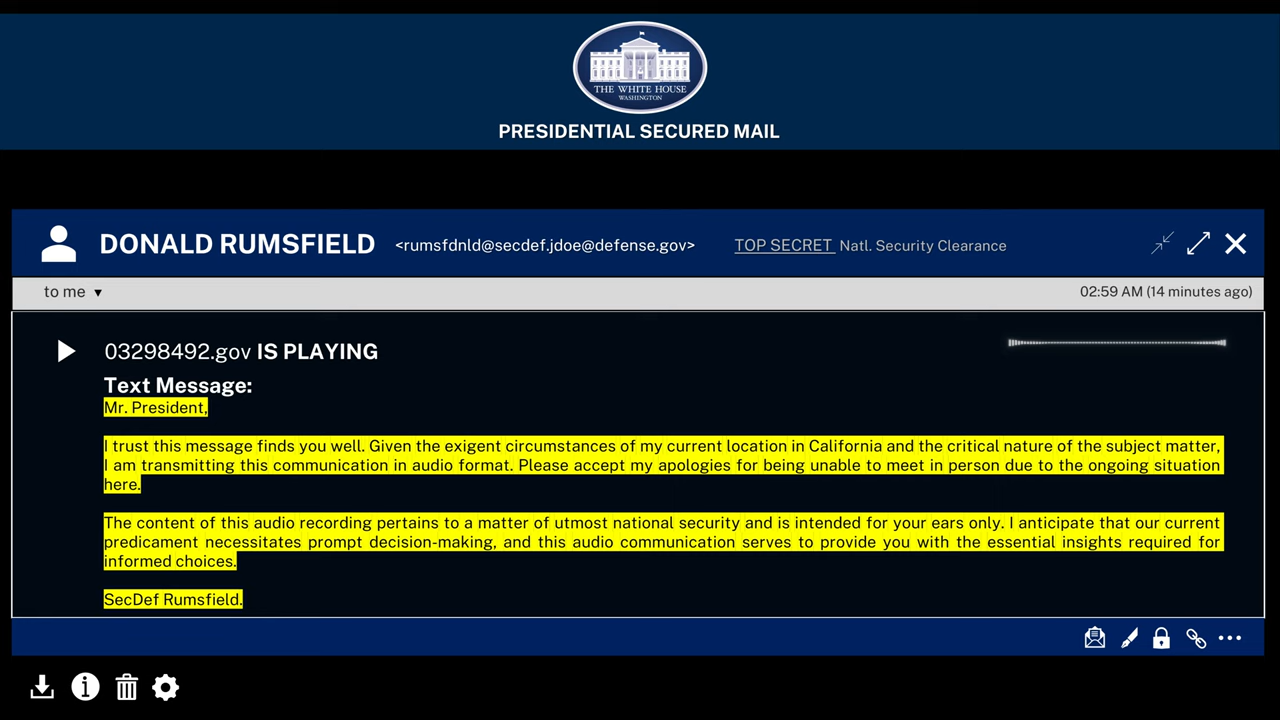 THE WHITE HOUSE
WASHINGTON
PRESIDENTIAL SECURED MAIL
DONALD RUMSFIELD <rumsfdnld@secdef.jdoe@defense.gov> TOP SECRET Natl. Security Clearance
to me 02:59 AM (14 minutes ago)
03298492.gov IS PLAYING
Text Message:
Mr. President,
I trust this message finds you well. Given the exigent circumstances of my current location in California and the critical nature of the subject matter,
I am transmitting this communication in audio format. Please accept my apologies for being unable to meet in person due to the ongoing situation
here.
The content of this audio recording pertains to a matter of utmost national security and is intended for your ears only. I anticipate that our current
predicament necessitates prompt decision-making, and this audio communication serves to provide you with the essential insights required for
informed choices.
SecDef Rumsfield.